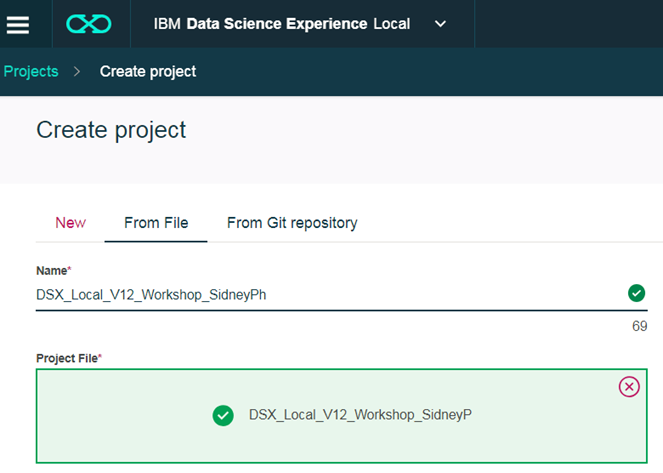 IBM Data Science Experience Local
Projects > Create project
Create project
New From File From Git repository
Name*
DSX_Local_V12_Workshop_SidneyPh
69
Project File*
DSX_Local_V12_Workshop_SidneyP